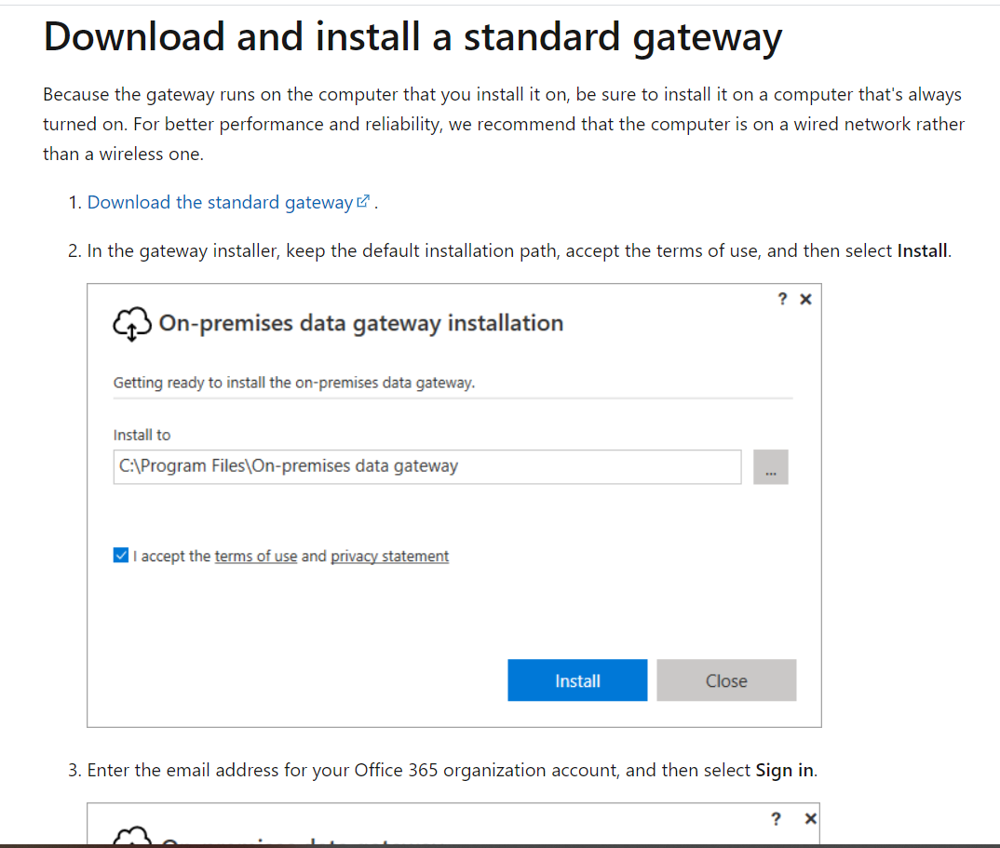 Download and install a standard gateway
Because the gateway runs on the computer that you install it on, be sure to install it on a computer that's always
turned on. For better performance and reliability, we recommend that the computer is on a wired network rather
than a wireless one.
1. Download the standard gateway .
2. In the gateway installer, keep the default installation path, accept the terms of use, and then select Install.
? ×
On-premises data gateway installation
Getting ready to install the on-premises data gateway.
Install to
C:\Program Files\On-premises data gateway
...
I accept the terms of use and privacy statement
Install Close
3. Enter the email address for your Office 365 organization account, and then select Sign in.
? ×